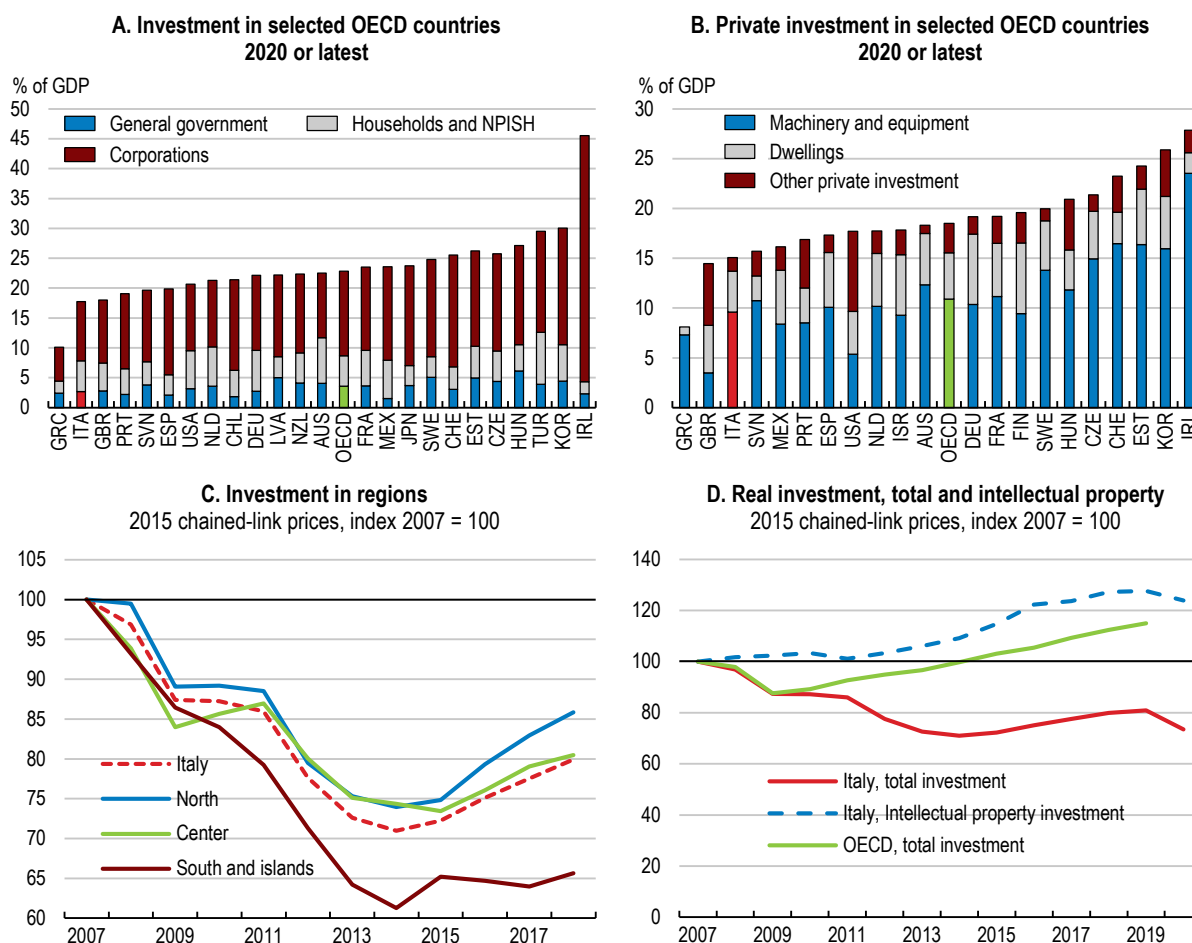 A. Investment in selected OECD countries
2020 or latest
% of GDP
50
45
40
35
30
25
20
15
10
5
0
General government
Households and NPISH
Corporations
GRC
ITA
GBR
PRT
SVN
ESP
USA
NLD
CHL
DEU
LVA
NZL
AUS
OECD
FRA
MEX
JPN
SWE
CHE
EST
CZE
HUN
TUR
KOR
IRL
B. Private investment in selected OECD countries
2020 or latest
% of GDP
30
25
20
15
10
5
0
Machinery and equipment
Dwellings
Other private investment
GRC
GBR
ITA
SVN
MEX
PRT
ESP
USA
NLD
ISR
AUS
OECD
DEU
FRA
FIN
SWE
HUN
CZE
CHE
EST
KOR
IRL
C. Investment in regions
2015 chained-link prices, index 2007 = 100
105
100
95
90
85
80
75
70
65
60
Italy
North
Center
South and islands
2007
2009
2011
2013
2015
2017
D. Real investment, total and intellectual property
2015 chained-link prices, index 2007 = 100
140
120
100
80
60
40
20
0
Italy, total investment
Italy, Intellectual property investment
OECD, total investment
2007
2009
2011
2013
2015
2017
2019